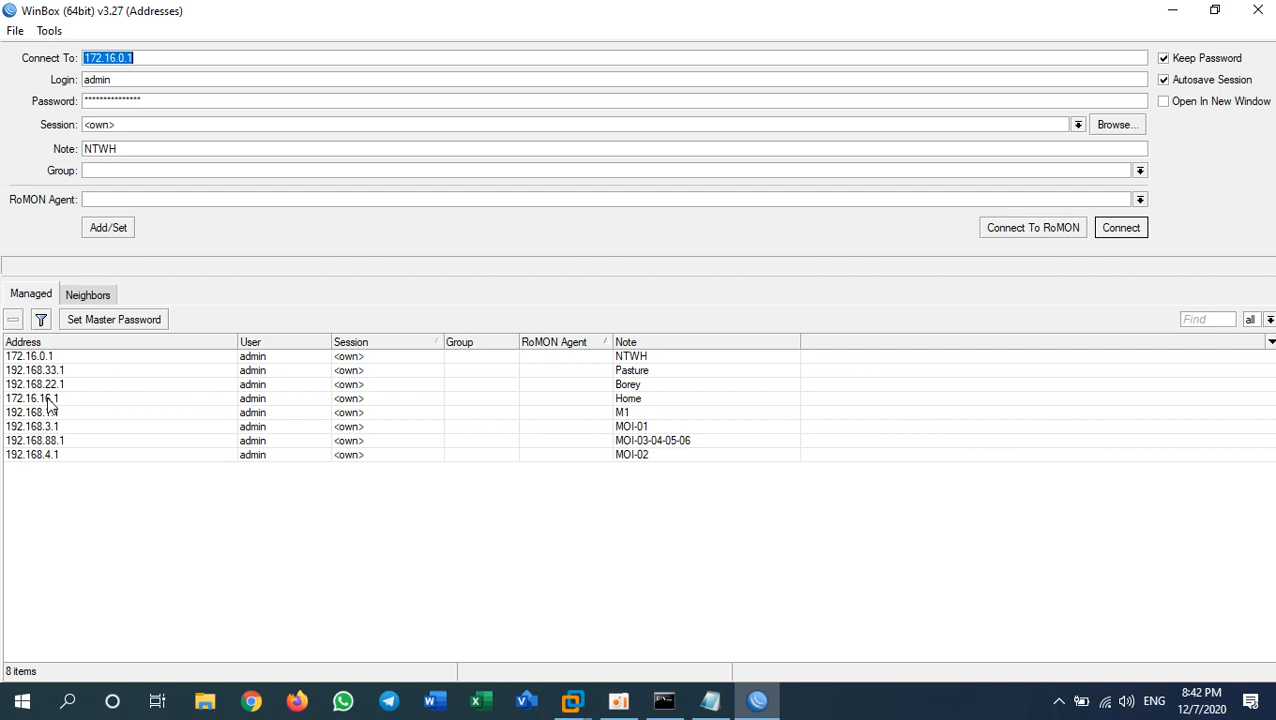 WinBox (64bit) v3.27 (Addresses)
File Tools
Connect To: 172.16.0.1
Keep Password
Login: admin
Autosave Session
Password: ***************
Open In New Window
Session: <own>
Browse...
Note: NTWH
Group:
RoMON Agent:
Add/Set
Connect To RoMON
Connect
Managed
Neighbors
Set Master Password
Find
all
Address User Session Group RoMON Agent Note
172.16.0.1 admin <own> NTWH
192.168.33.1 admin <own> Pasture
192.168.22.1 admin <own> Borey
172.16.16.1 admin <own> Home
admin <own> M1
192.168.3.1 admin <own> MOI-01
192.168.88.1 admin <own> MOI-03-04-05-06
192.168.4.1 admin <own> MOI-02
8 items
ENG
8:42 PM
12/7/2020